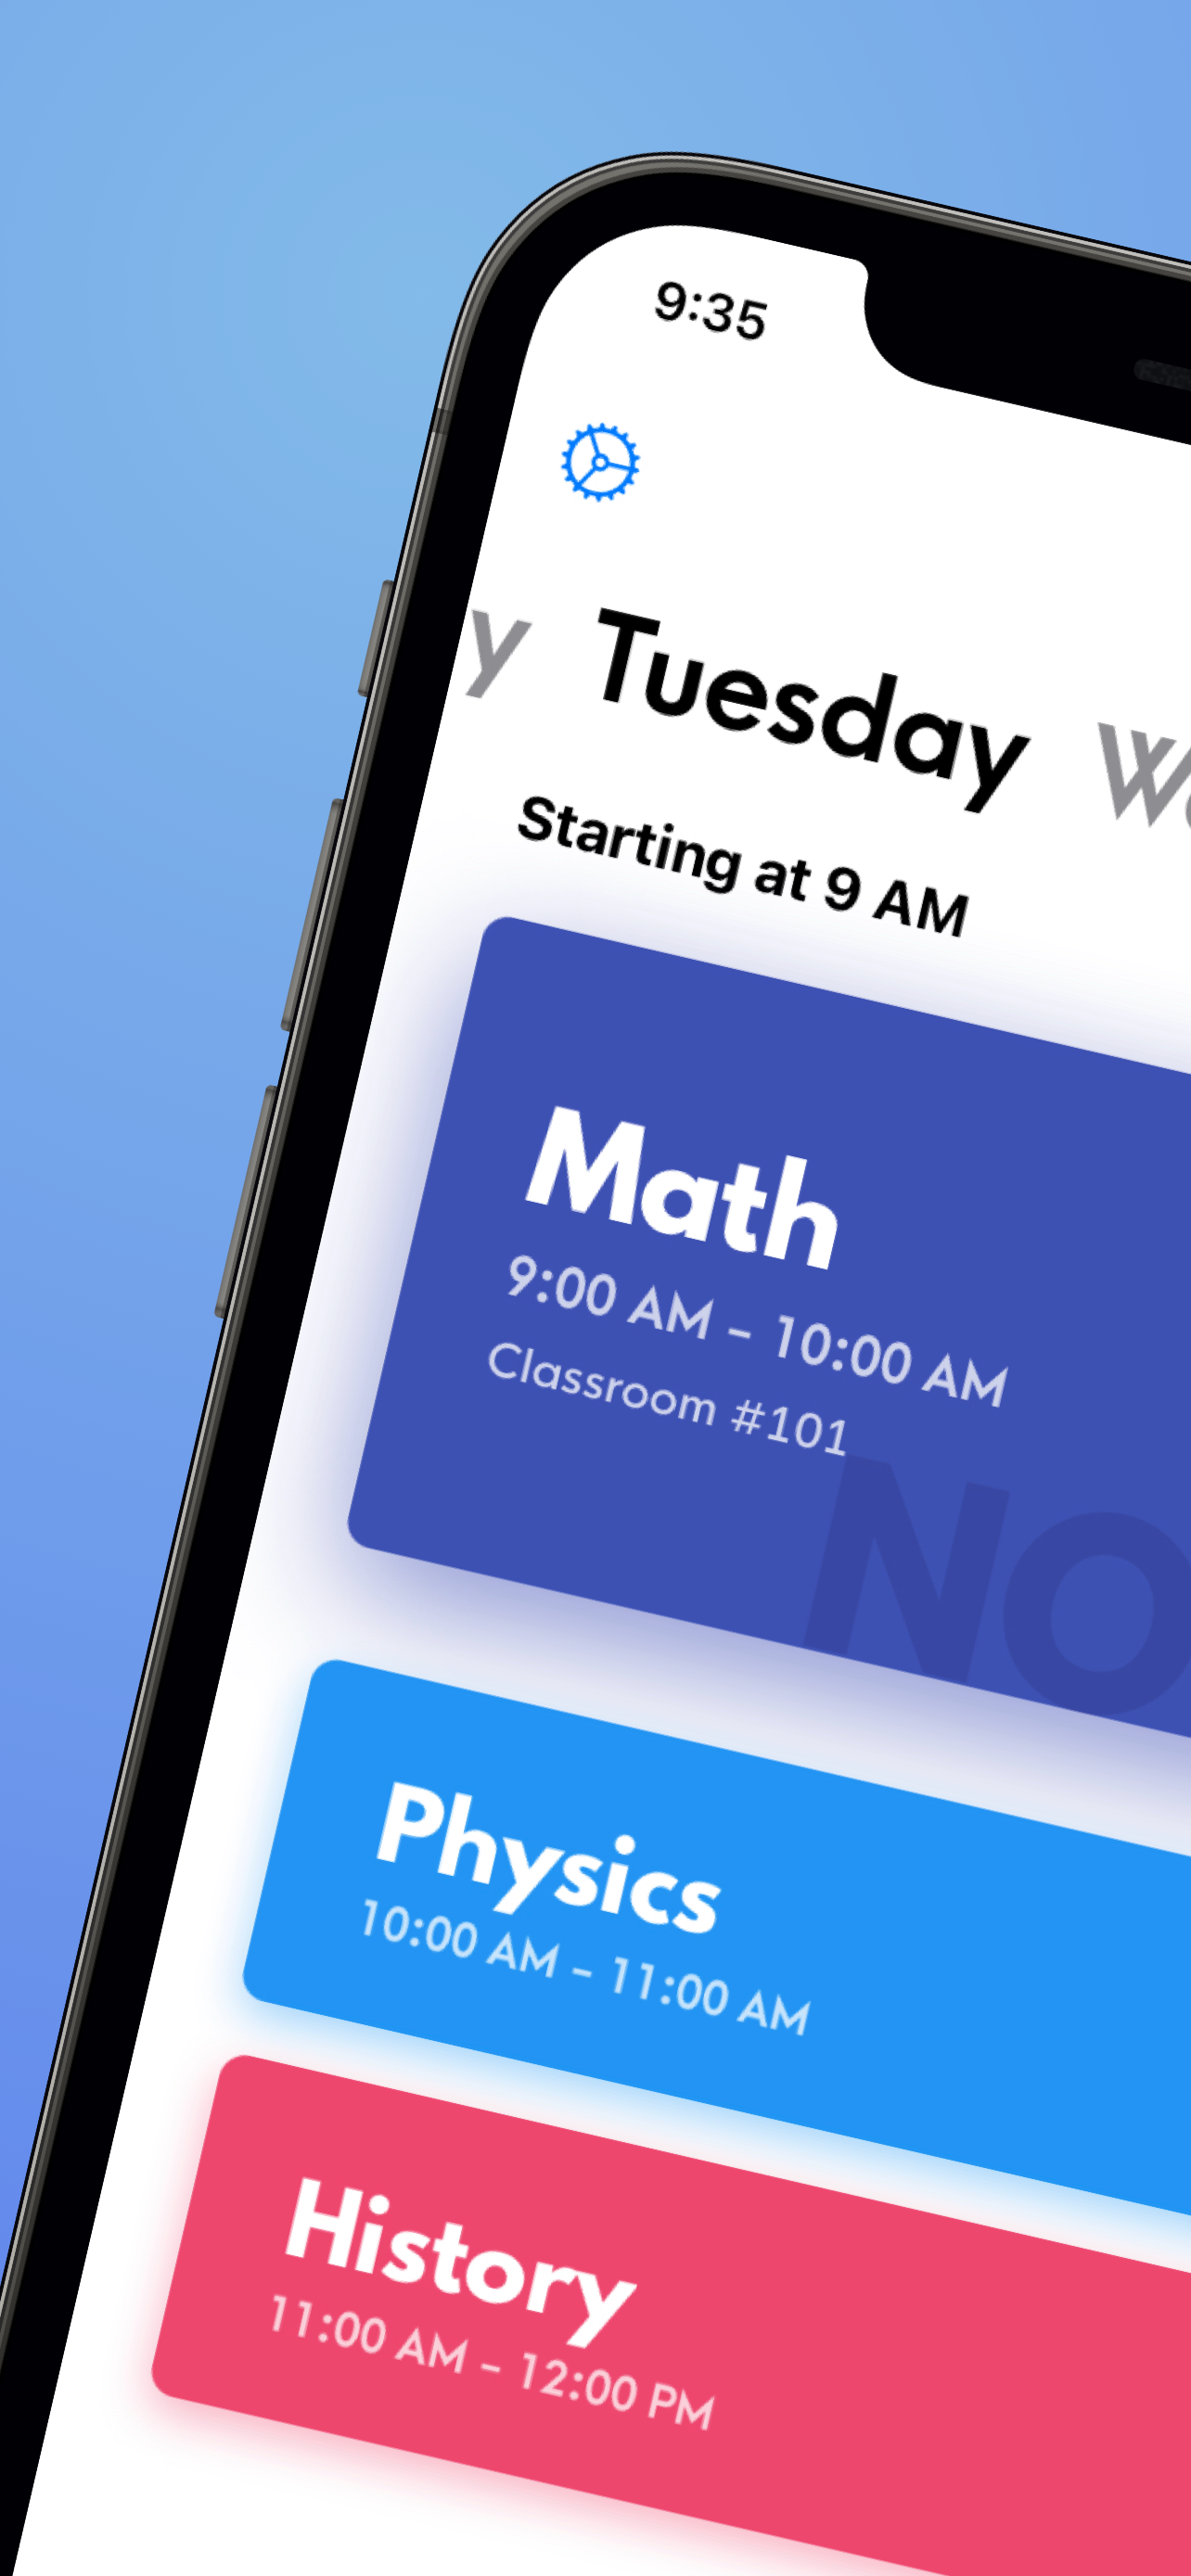 9:35
y Tuesday
Starting at 9 AM
Math
9:00 AM – 10:00 AM
Classroom #101
NO
Physics
10:00 AM – 11:00 AM
History
11:00 AM – 12:00 PM